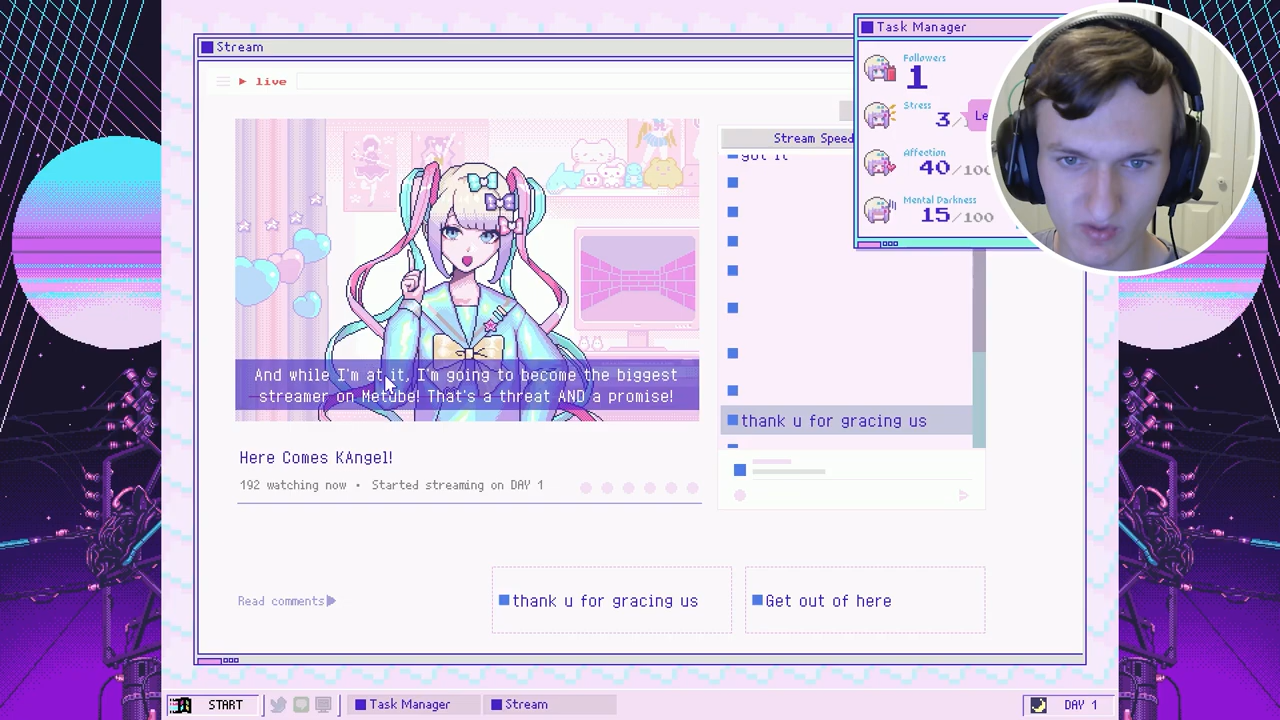 Stream
live
Stream Speed
And while I'm at it, I'm going to become the biggest
streamer on Metube! That's a threat AND a promise!
thank u for gracing us
Here Comes KAngel!
192 watching now • Started streaming on DAY 1
Read comments
thank u for gracing us
Get out of here
Task Manager
Followers
1
Stress
3/
Le
Affection
40/100
Mental Darkness
15/100
START
Task Manager
Stream
DAY 1